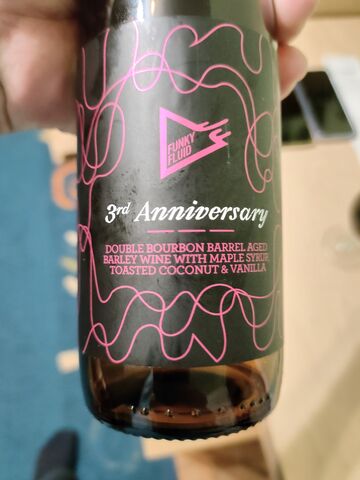 FUNKY
FLUID
3rd Anniversary
DOUBLE BOURBON BARREL AGED
BARLEY WINE WITH MAPLE SYRUP,
TOASTED COCONUT & VANILLA